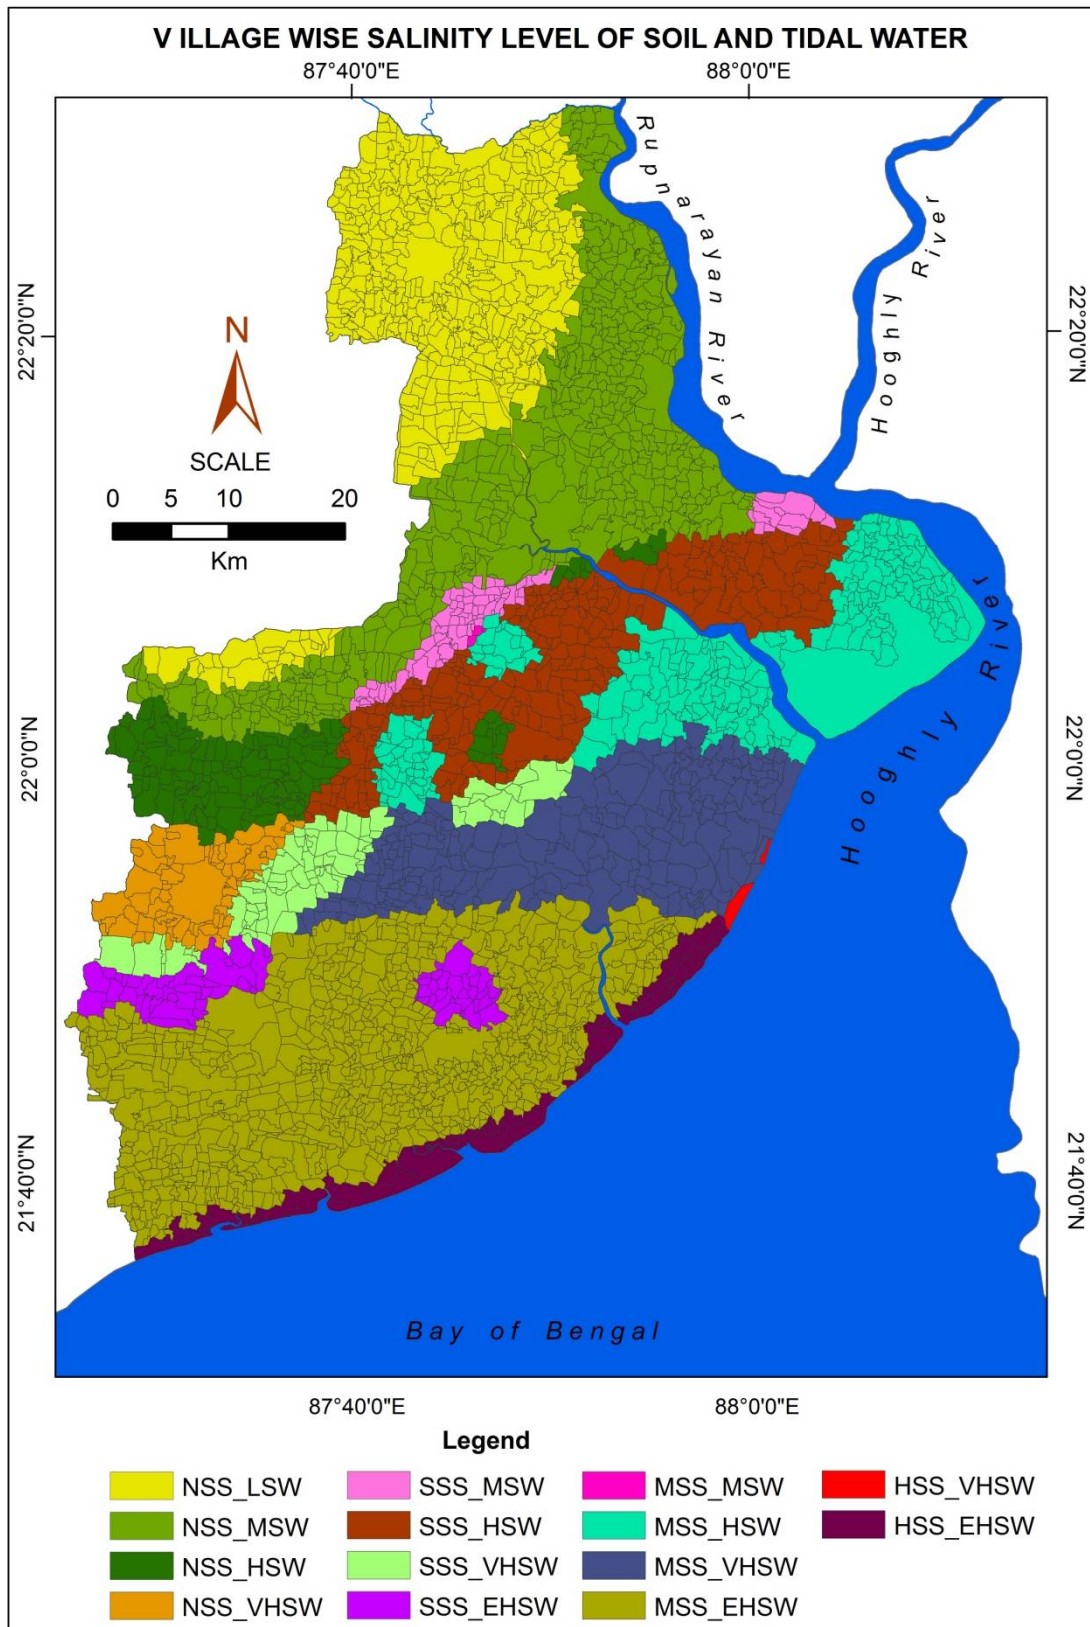 V ILLAGE WISE SALINITY LEVEL OF SOIL AND TIDAL WATER
87°40'0"E 88°0'0"E
Rupnarayan River
Hooghly River
22°20'0"N 22°20'0"N
N
SCALE
0 5 10 20
Km
Hooghly River
22°0'0"N 22°0'0"N
21°40'0"N 21°40'0"N
Bay of Bengal
87°40'0"E 88°0'0"E
Legend
NSS_LSW SSS_MSW MSS_MSW HSS_VHSW
NSS_MSW SSS_HSW MSS_HSW HSS_EHSW
NSS_HSW SSS_VHSW MSS_VHSW
NSS_VHSW SSS_EHSW MSS_EHSW